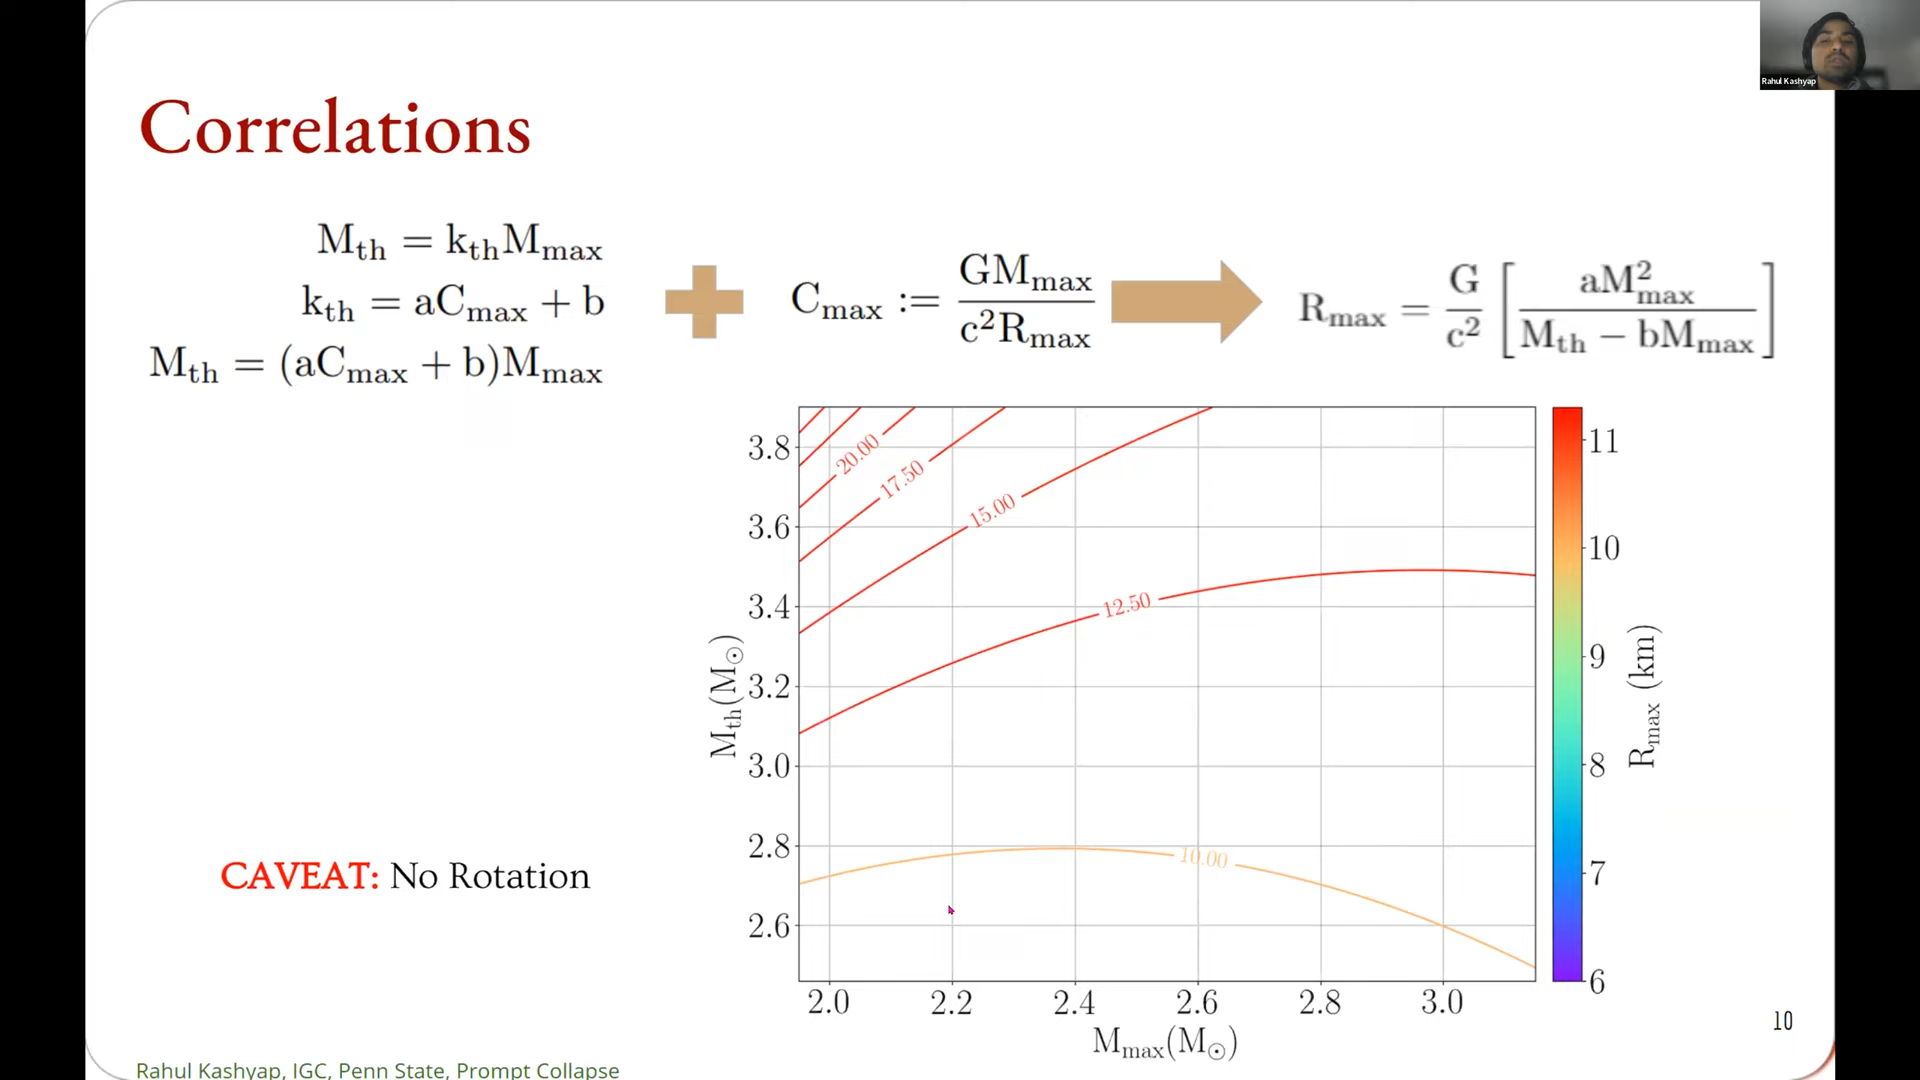 Rahul Kashyap
Correlations
M_th = k_th M_max
k_th = aC_max + b
M_th = (aC_max + b)M_max
C_max := GM_max / c²R_max
R_max = G/c² [ aM²_max / (M_th − bM_max) ]
20.00
17.50
15.00
12.50
10.00
3.8
3.6
3.4
3.2
3.0
2.8
2.6
M_th(M_⊙)
2.0 2.2 2.4 2.6 2.8 3.0
M_max(M_⊙)
11
10
9
8
7
6
R_max (km)
CAVEAT: No Rotation
10
Rahul Kashyap, IGC, Penn State, Prompt Collapse